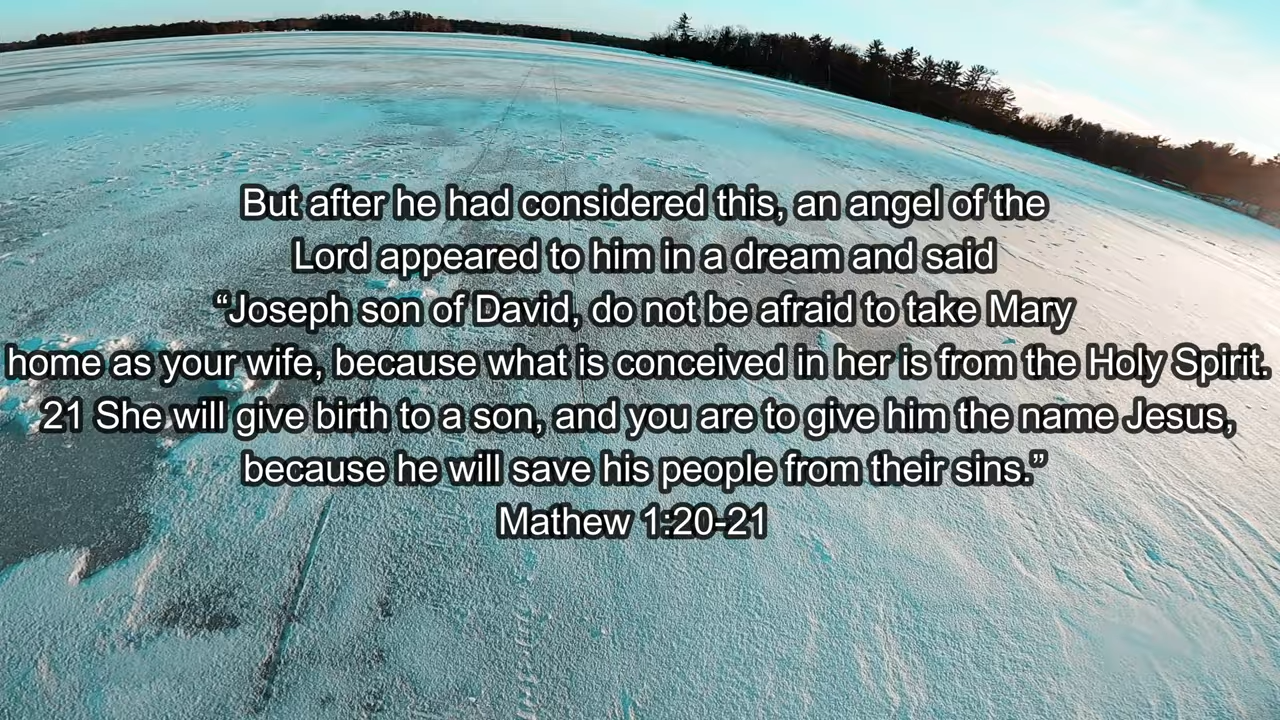 But after he had considered this, an angel of the
Lord appeared to him in a dream and said
“Joseph son of David, do not be afraid to take Mary
home as your wife, because what is conceived in her is from the Holy Spirit.
21 She will give birth to a son, and you are to give him the name Jesus,
because he will save his people from their sins.”
Mathew 1:20-21